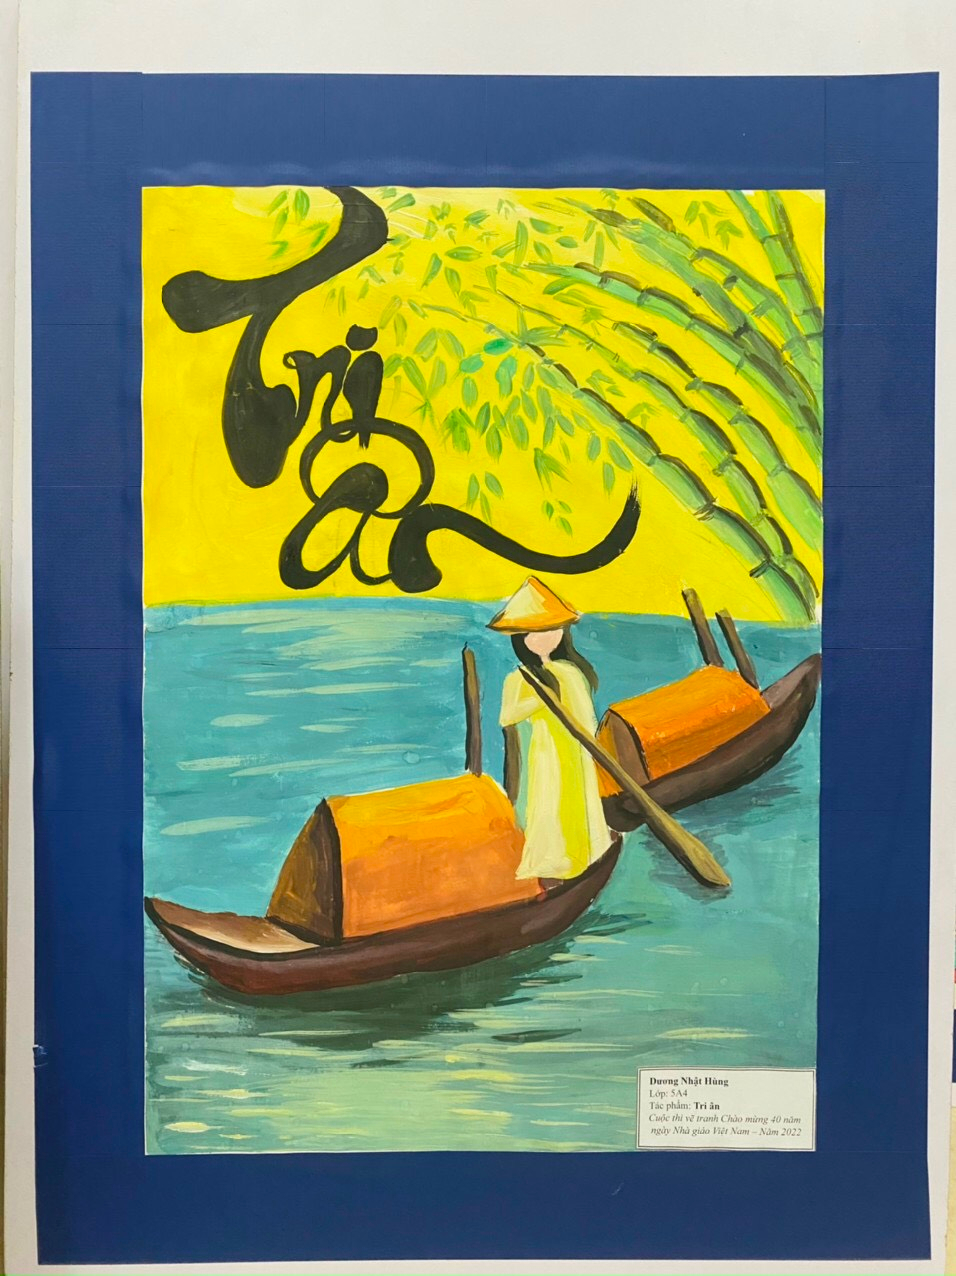 Tri
ân
Dương Nhật Hùng
Lớp: 5A4
Tác phẩm: Tri ân
Cuộc thi vẽ tranh Chào mừng 40 năm
ngày Nhà giáo Việt Nam – Năm 2022